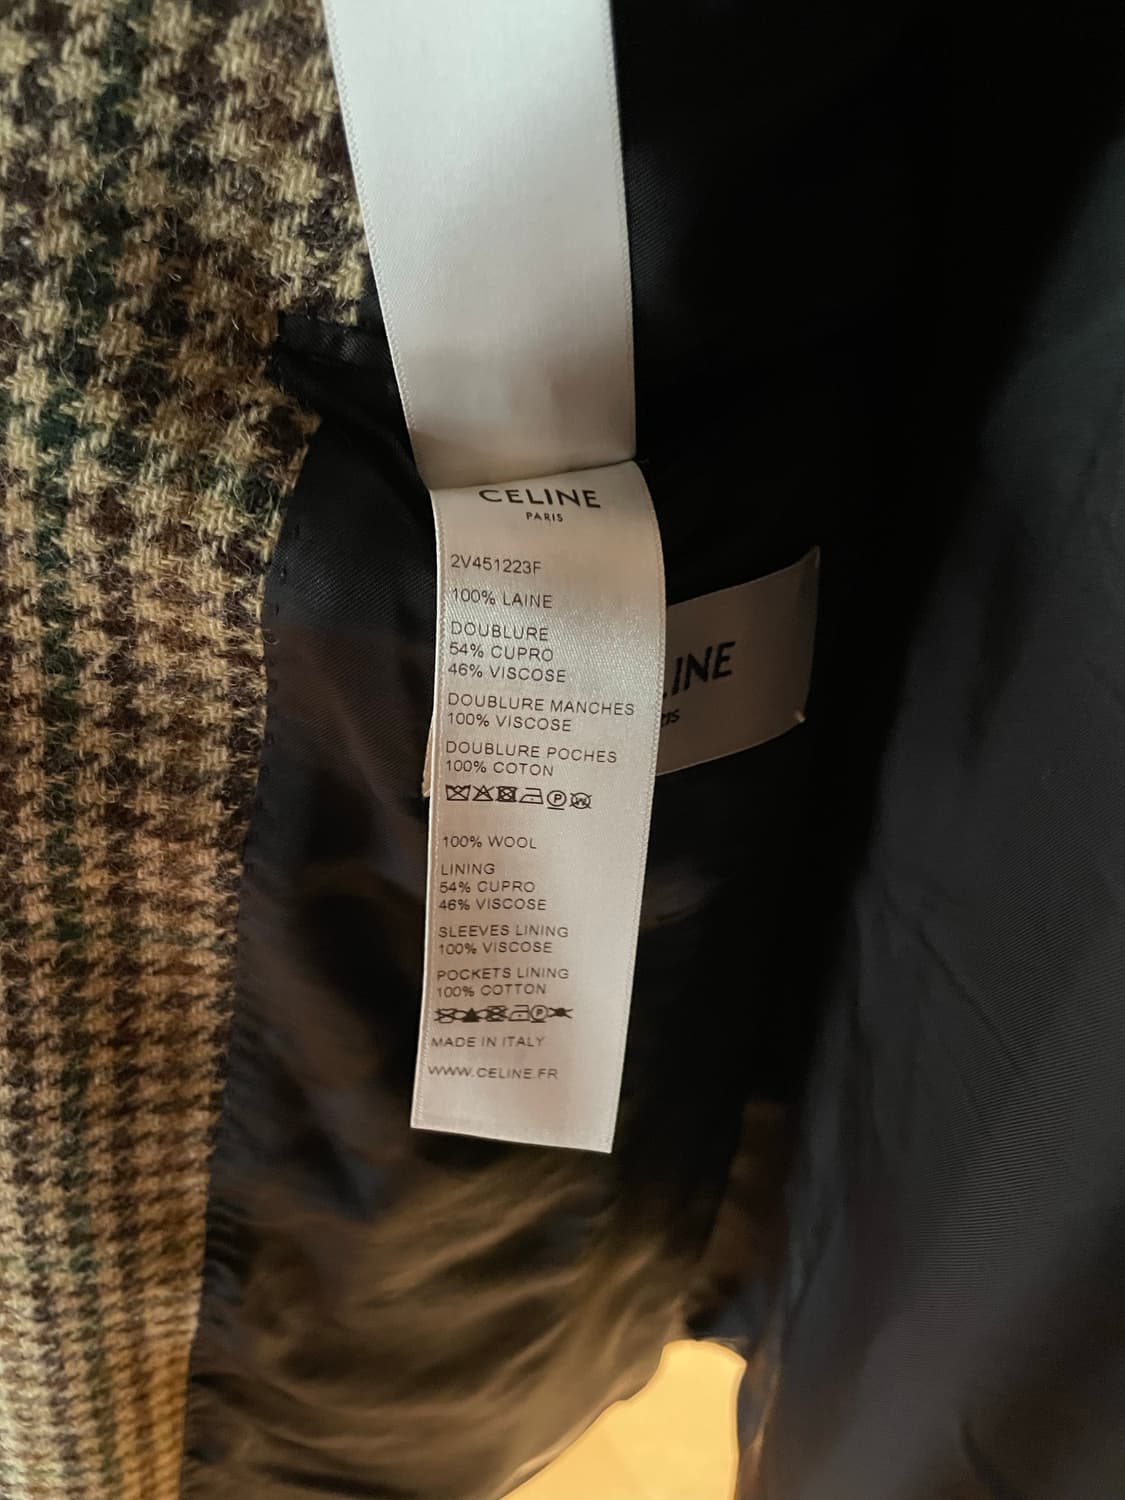 CELINE
PARIS
2V451223F
100% LAINE
DOUBLURE
54% CUPRO
46% VISCOSE
DOUBLURE MANCHES
100% VISCOSE
DOUBLURE POCHES
100% COTON
100% WOOL
LINING
54% CUPRO
46% VISCOSE
SLEEVES LINING
100% VISCOSE
POCKETS LINING
100% COTTON
MADE IN ITALY
WWW.CELINE.FR